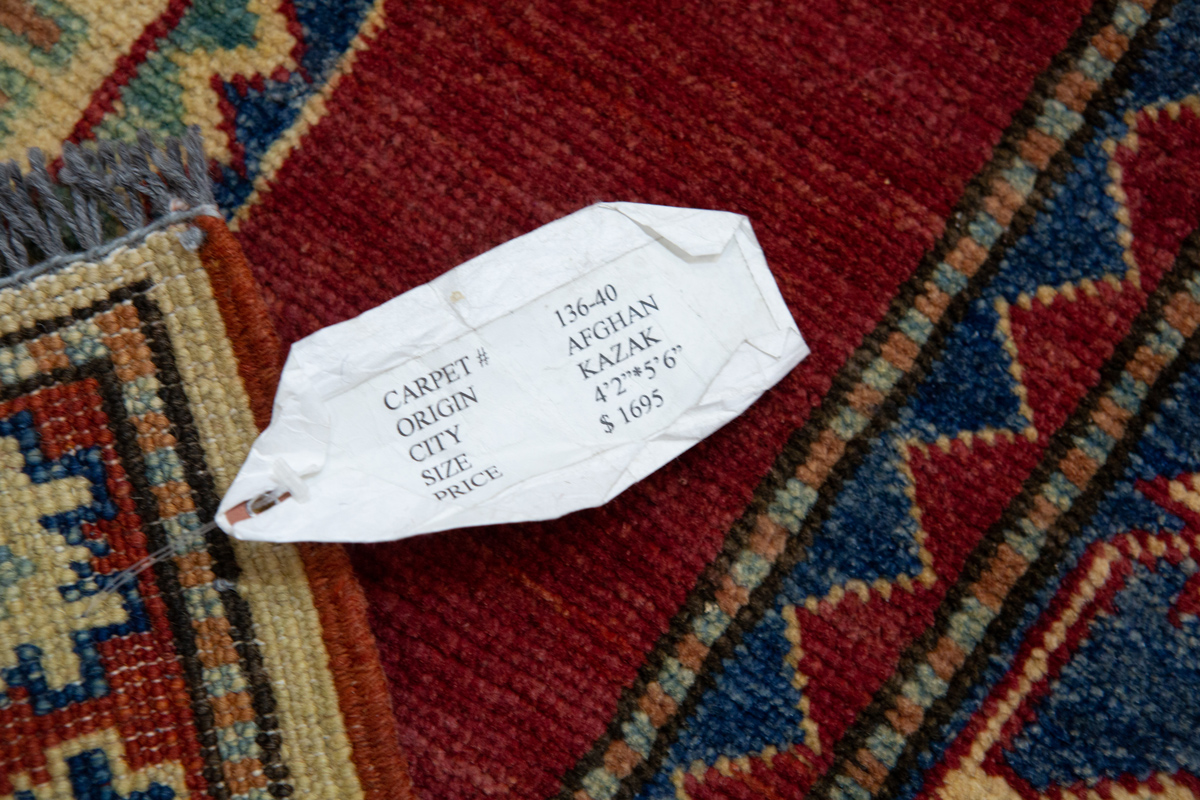 CARPET # 136-40
ORIGIN AFGHAN
CITY KAZAK
SIZE 4'2"*5'6"
PRICE $ 1695